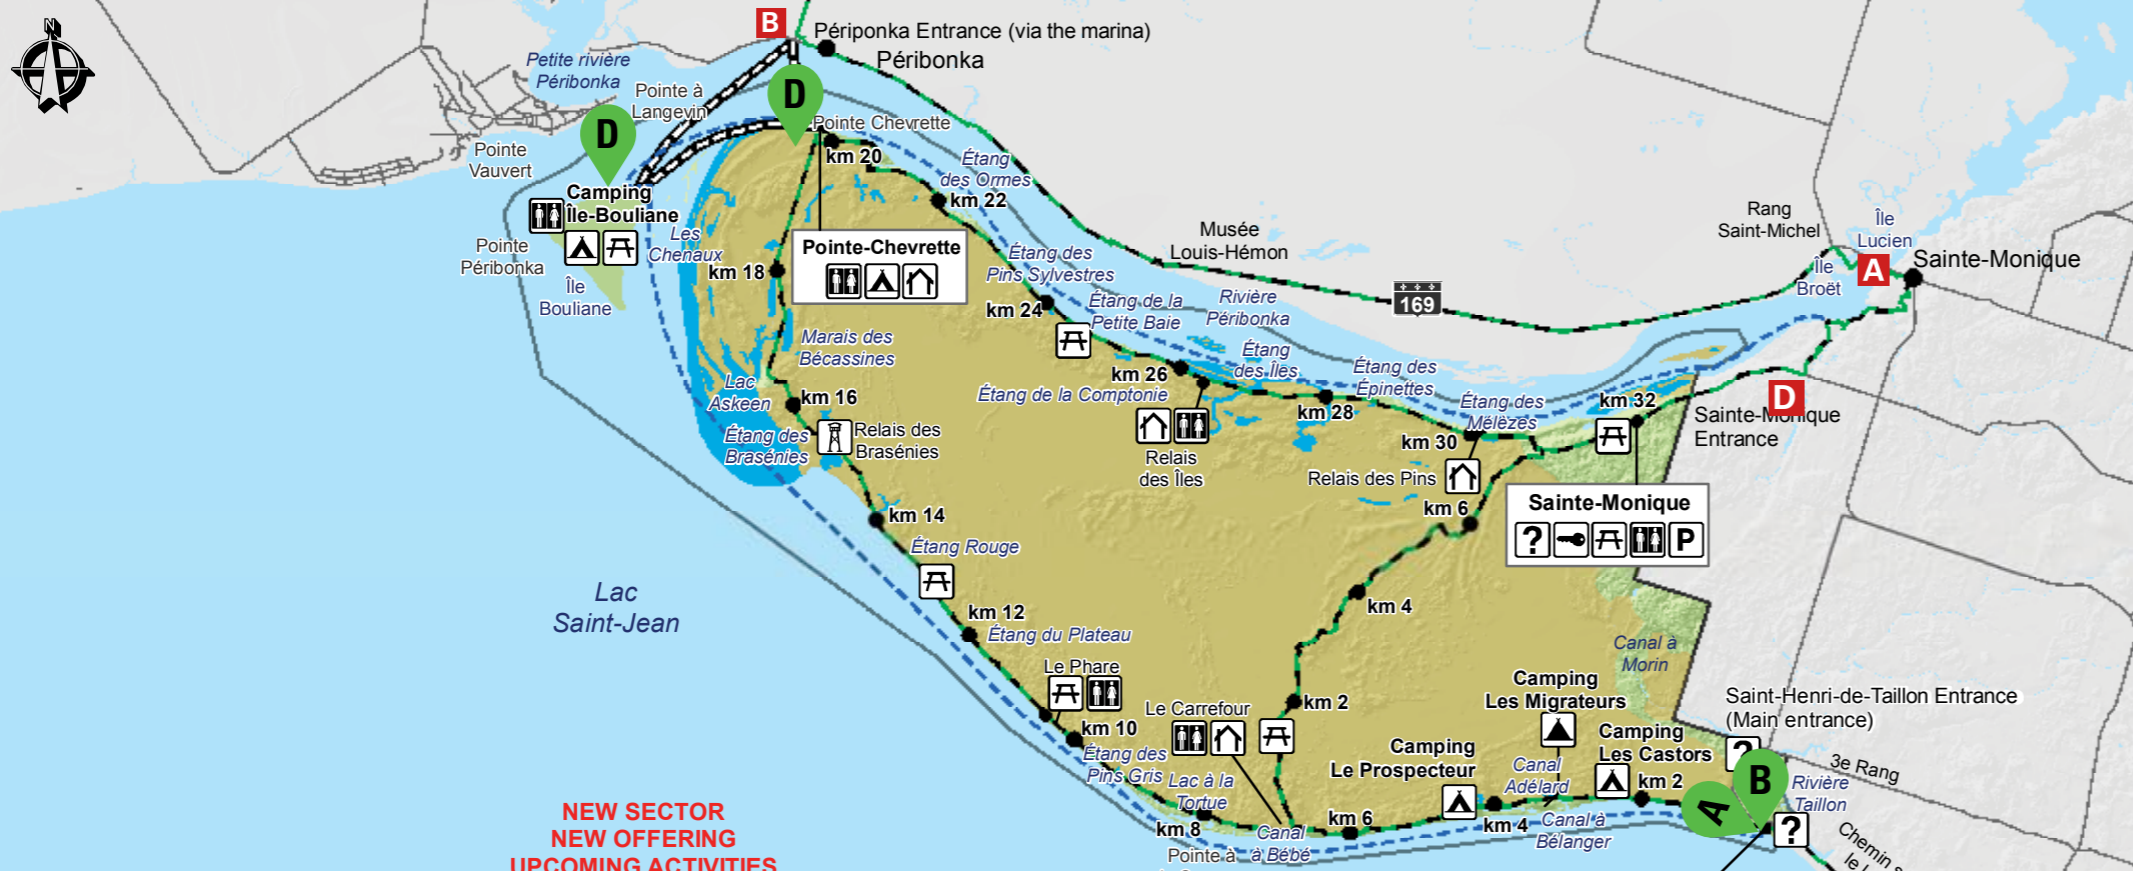 N
B
Périponka Entrance (via the marina)
Péribonka
Petite rivière
Péribonka
Pointe à
Langevin
D
D
Pointe Chevrette
km 20
Pointe
Vauvert
Étang
des Ormes
Camping
Île-Bouliane
km 22
Pointe
Péribonka
Les
Chenaux
Île
Bouliane
km 18
Pointe-Chevrette
Étang des
Pins Sylvestres
Musée
Louis-Hémon
Rang
Saint-Michel
Île
Lucien
A
Île
Broët
Sainte-Monique
169
km 24
Étang de la
Petite Baie
Rivière
Péribonka
Marais des
Bécassines
Étang
des Îles
Étang des
Épinettes
km 26
Étang de la Comptonie
Lac
Askeen
km 16
km 28
Étang des
Mélèzes
km 32
D
Sainte-Monique
Entrance
Étang des
Brasénies
Relais des
Brasénies
Relais
des Îles
km 30
Relais des Pins
km 6
Sainte-Monique
?
P
km 14
Étang Rouge
Lac
Saint-Jean
km 12
Étang du Plateau
km 4
Canal à
Morin
Le Phare
km 10
Étang des
Pins Gris
Le Carrefour
km 2
Camping
Les Migrateurs
Saint-Henri-de-Taillon Entrance
(Main entrance)
Camping
Le Prospecteur
Camping
Les Castors
?
3e Rang
Lac à la
Tortue
Canal
Adélard
km 2
A
B
Rivière
Taillon
?
NEW SECTOR
NEW OFFERING
UPCOMING ACTIVITIES
km 8
Canal
à Bébé
km 6
km 4
Canal à
Bélanger
Pointe à
Chemin